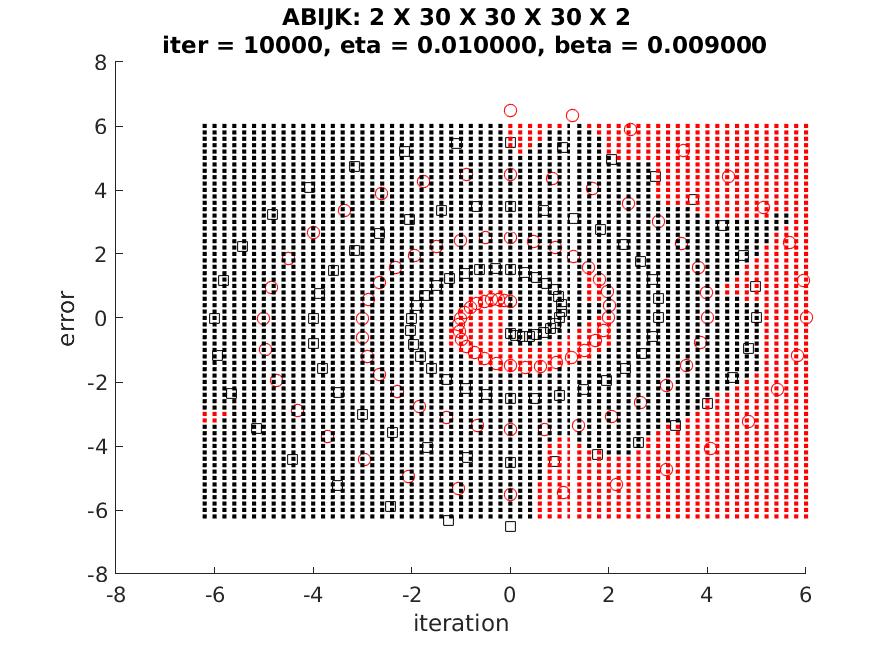 ABIJK: 2 X 30 X 30 X 30 X 2
iter = 10000, eta = 0.010000, beta = 0.009000
8
6
4
2
0
-2
-4
-6
-8
error
-8 -6 -4 -2 0 2 4 6
iteration